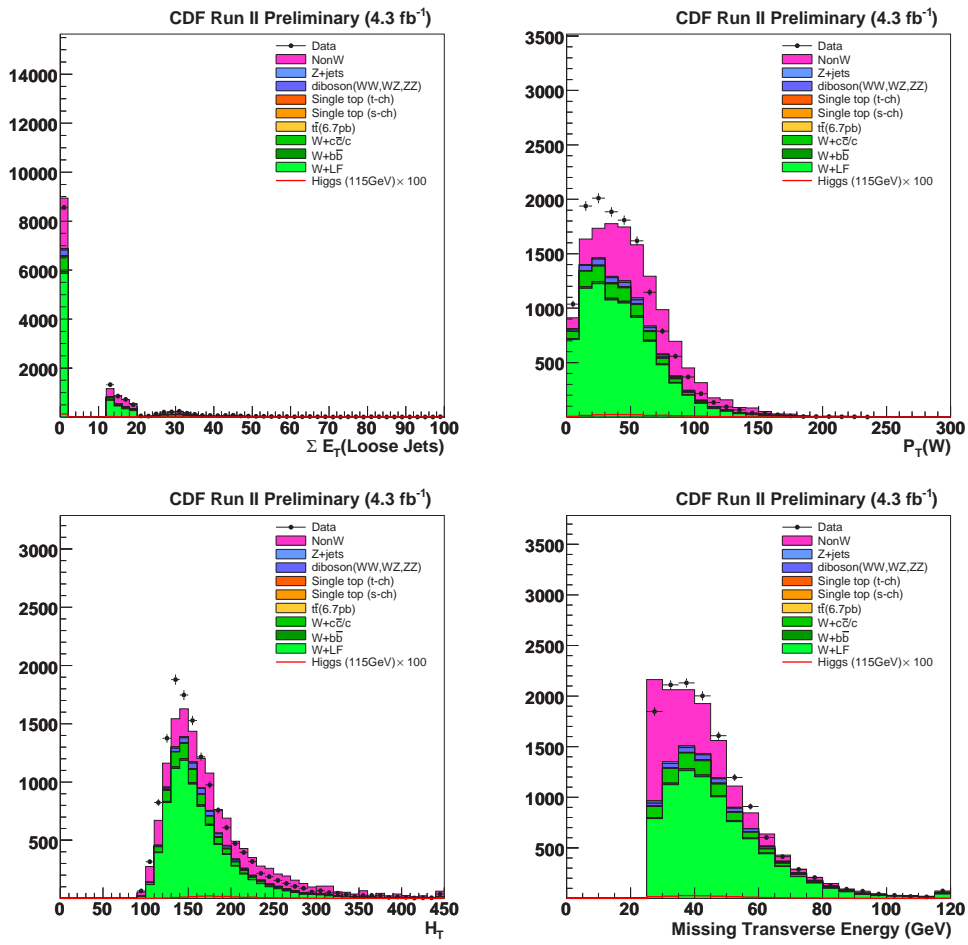 CDF Run II Preliminary (4.3 fb⁻¹)
Data
NonW
Z+jets
diboson(WW,WZ,ZZ)
Single top (t-ch)
Single top (s-ch)
tt̄(6.7pb)
W+cc̄/c
W+bb̄
W+LF
Higgs (115GeV)× 100
14000
12000
10000
8000
6000
4000
2000
0 10 20 30 40 50 60 70 80 90 100
Σ E_T(Loose Jets)
CDF Run II Preliminary (4.3 fb⁻¹)
Data
NonW
Z+jets
diboson(WW,WZ,ZZ)
Single top (t-ch)
Single top (s-ch)
tt̄(6.7pb)
W+cc̄/c
W+bb̄
W+LF
Higgs (115GeV)× 100
3500
3000
2500
2000
1500
1000
500
0 50 100 150 200 250 300
P_T(W)
CDF Run II Preliminary (4.3 fb⁻¹)
Data
NonW
Z+jets
diboson(WW,WZ,ZZ)
Single top (t-ch)
Single top (s-ch)
tt̄(6.7pb)
W+cc̄/c
W+bb̄
W+LF
Higgs (115GeV)× 100
3000
2500
2000
1500
1000
500
0 50 100 150 200 250 300 350 400 450
H_T
CDF Run II Preliminary (4.3 fb⁻¹)
Data
NonW
Z+jets
diboson(WW,WZ,ZZ)
Single top (t-ch)
Single top (s-ch)
tt̄(6.7pb)
W+cc̄/c
W+bb̄
W+LF
Higgs (115GeV)× 100
3500
3000
2500
2000
1500
1000
500
0 20 40 60 80 100 120
Missing Transverse Energy (GeV)